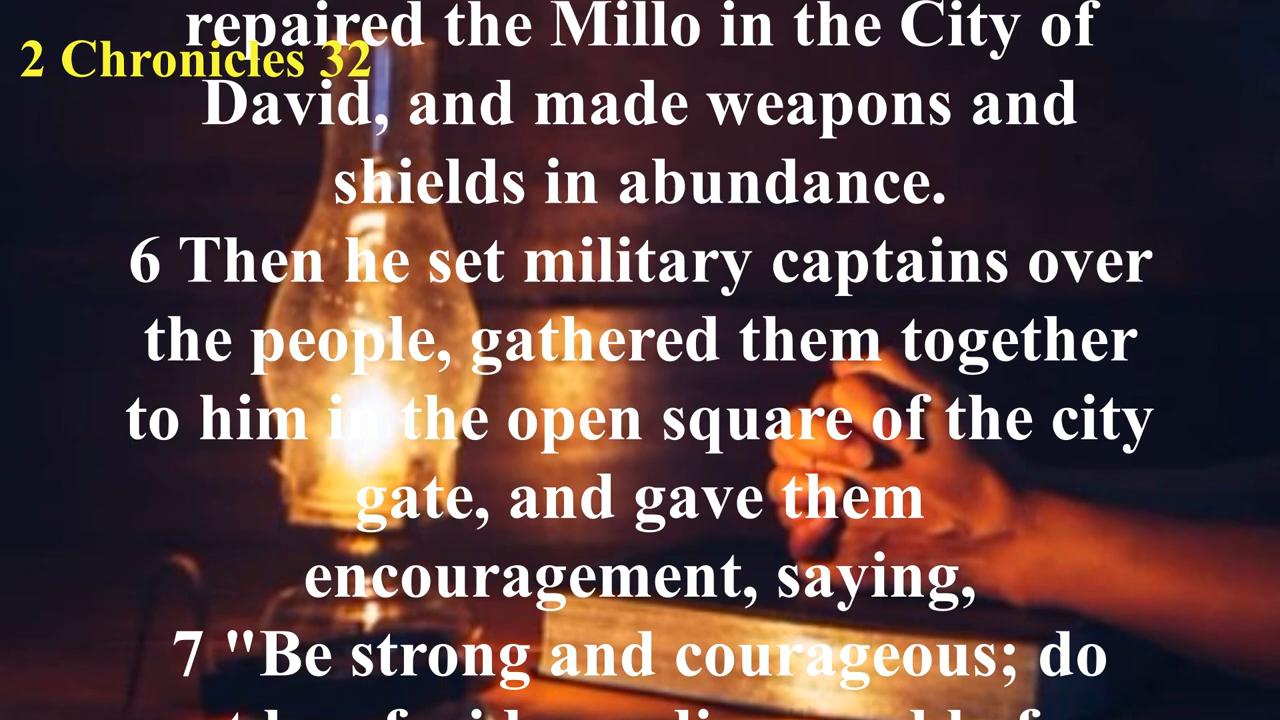 2 Chronicles 32
repaired the Millo in the City of
David, and made weapons and
shields in abundance.
6 Then he set military captains over
the people, gathered them together
to him in the open square of the city
gate, and gave them
encouragement, saying,
7 "Be strong and courageous; do